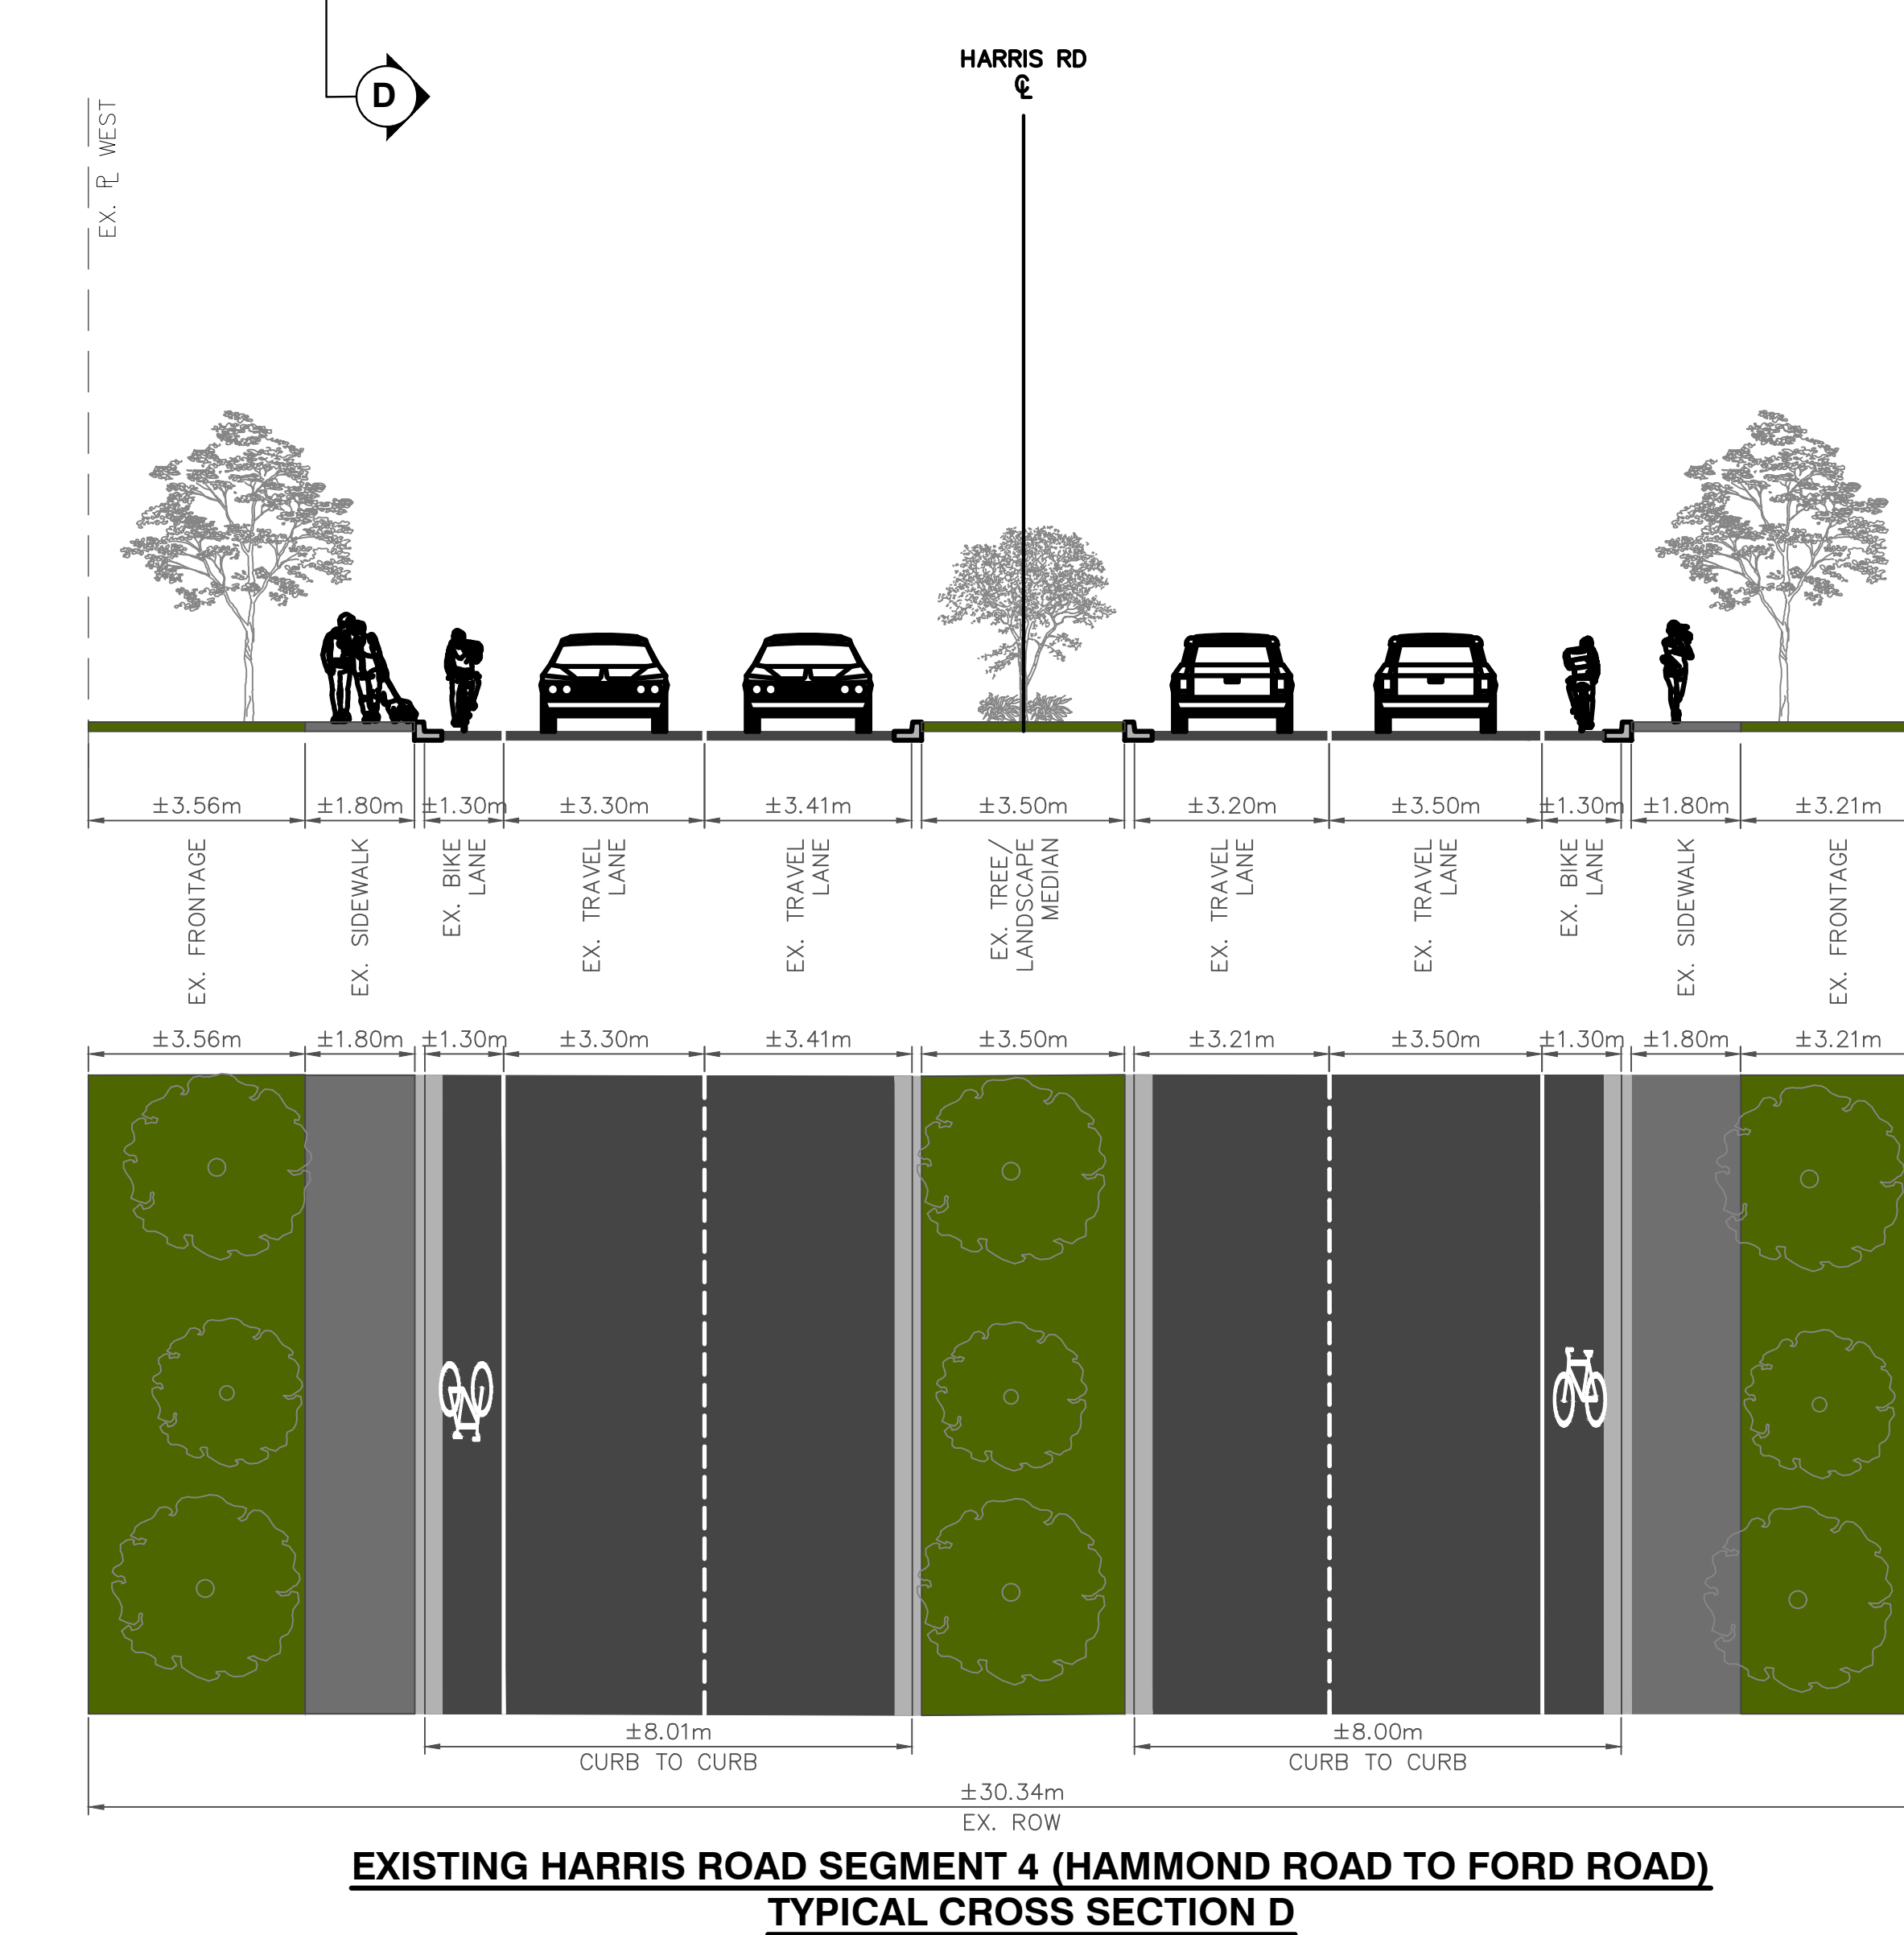 HARRIS RD
℄
D
EX. ⅊ WEST
±3.56m ±1.80m ±1.30m ±3.30m ±3.41m ±3.50m ±3.20m ±3.50m ±1.30m ±1.80m ±3.21m
EX. FRONTAGE
EX. SIDEWALK
EX. BIKE
LANE
EX. TRAVEL
LANE
EX. TRAVEL
LANE
EX. TREE/
LANDSCAPE
MEDIAN
EX. TRAVEL
LANE
EX. TRAVEL
LANE
EX. BIKE
LANE
EX. SIDEWALK
EX. FRONTAGE
±3.56m ±1.80m ±1.30m ±3.30m ±3.41m ±3.50m ±3.21m ±3.50m ±1.30m ±1.80m ±3.21m
±8.01m ±8.00m
CURB TO CURB CURB TO CURB
±30.34m
EX. ROW
EXISTING HARRIS ROAD SEGMENT 4 (HAMMOND ROAD TO FORD ROAD)
TYPICAL CROSS SECTION D